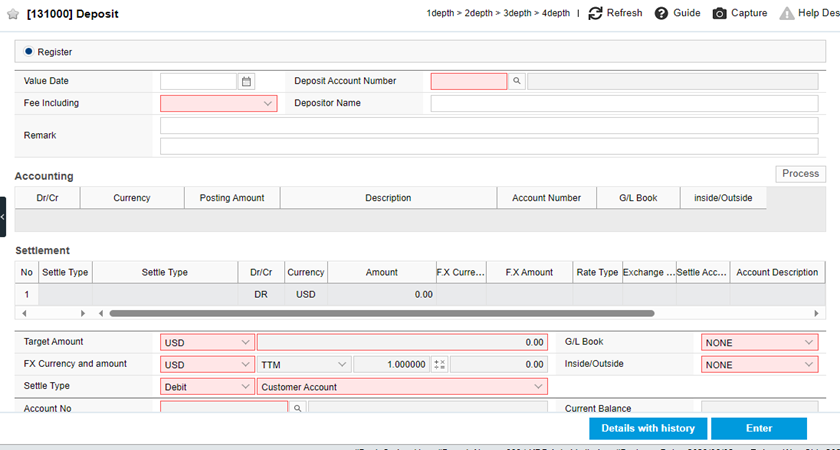 [131000] Deposit
1depth > 2depth > 3depth > 4depth | Refresh Guide Capture Help Des
Register
Value Date Deposit Account Number
Fee Including Depositor Name
Remark
Accounting Process
Dr/Cr Currency Posting Amount Description Account Number G/L Book inside/Outside
Settlement
No Settle Type Settle Type Dr/Cr Currency Amount F.X Curre... F.X Amount Rate Type Exchange ... Settle Acc... Account Description
1 DR USD 0.00
Target Amount USD 0.00 G/L Book NONE
FX Currency and amount USD TTM 1.000000 0.00 Inside/Outside NONE
Settle Type Debit Customer Account
Account No Current Balance
Details with history Enter